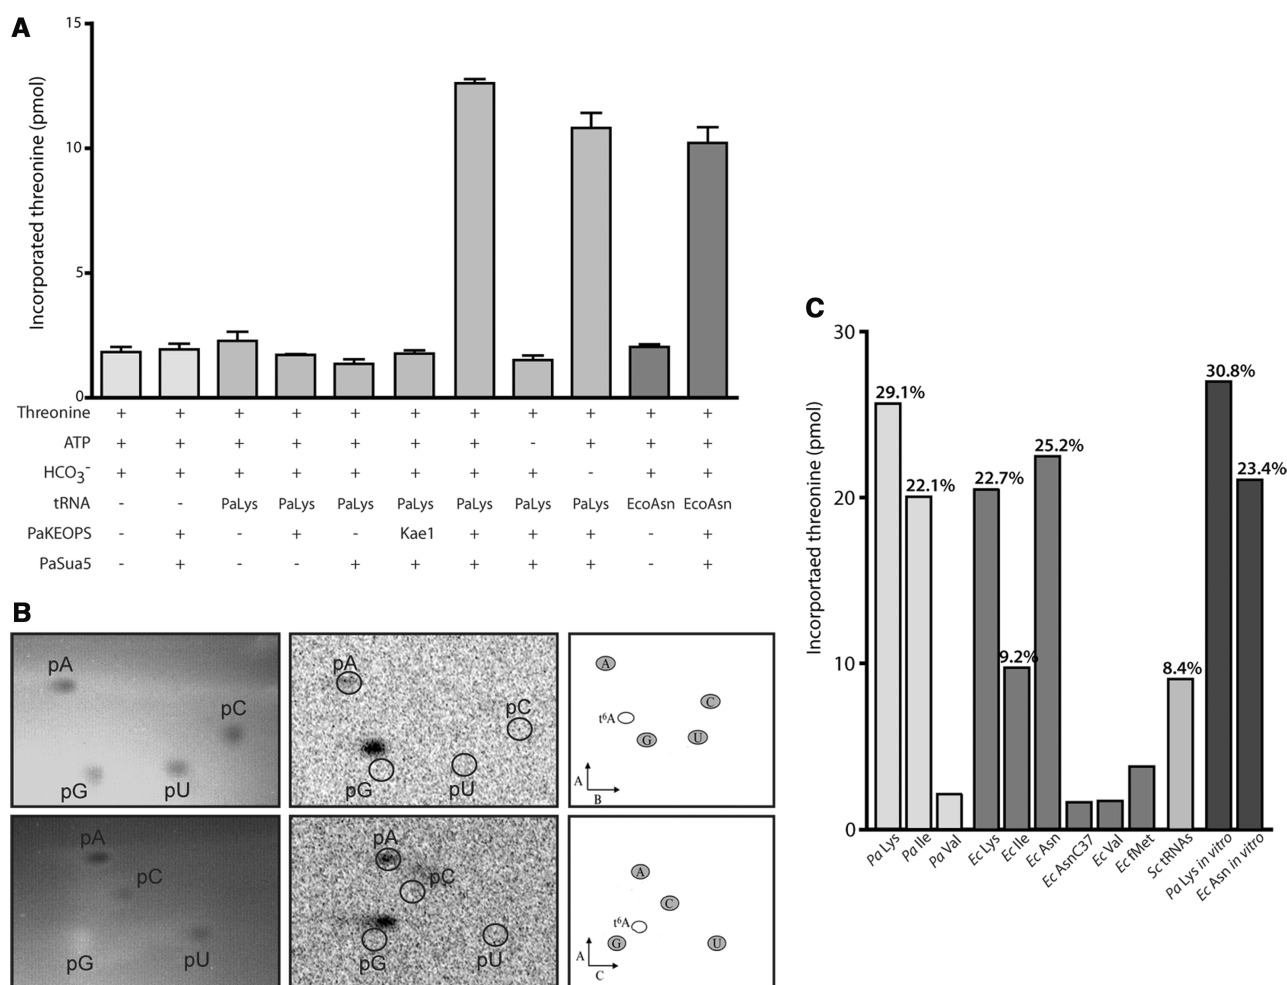 A
15
10
5
0
Incorporated threonine (pmol)
Threonine + + + + + + + + + + +
ATP + + + + + + + - + + +
HCO3- + + + + + + + + - + +
tRNA - - PaLys PaLys PaLys PaLys PaLys PaLys PaLys EcoAsn EcoAsn
PaKEOPS - + - + - Kae1 + + + - +
PaSua5 - + - - + + + + + - +
B
pA
pC
pG
pU
pA
pC
pG
pU
A
C
t6A
G
U
A
B
pA
pC
pG
pU
pA
pC
pG
pU
A
C
t6A
G
U
A
C
C
30
20
10
0
Incorportaed threonine (pmol)
29.1%
22.1%
22.7%
9.2%
25.2%
8.4%
30.8%
23.4%
Pa Lys
Pa Ile
Pa Val
Ec Lys
Ec Ile
Ec Asn
Ec AsnC37
Ec Val
Ec fMet
Sc tRNAs
Pa Lys in vitro
Ec Asn in vitro